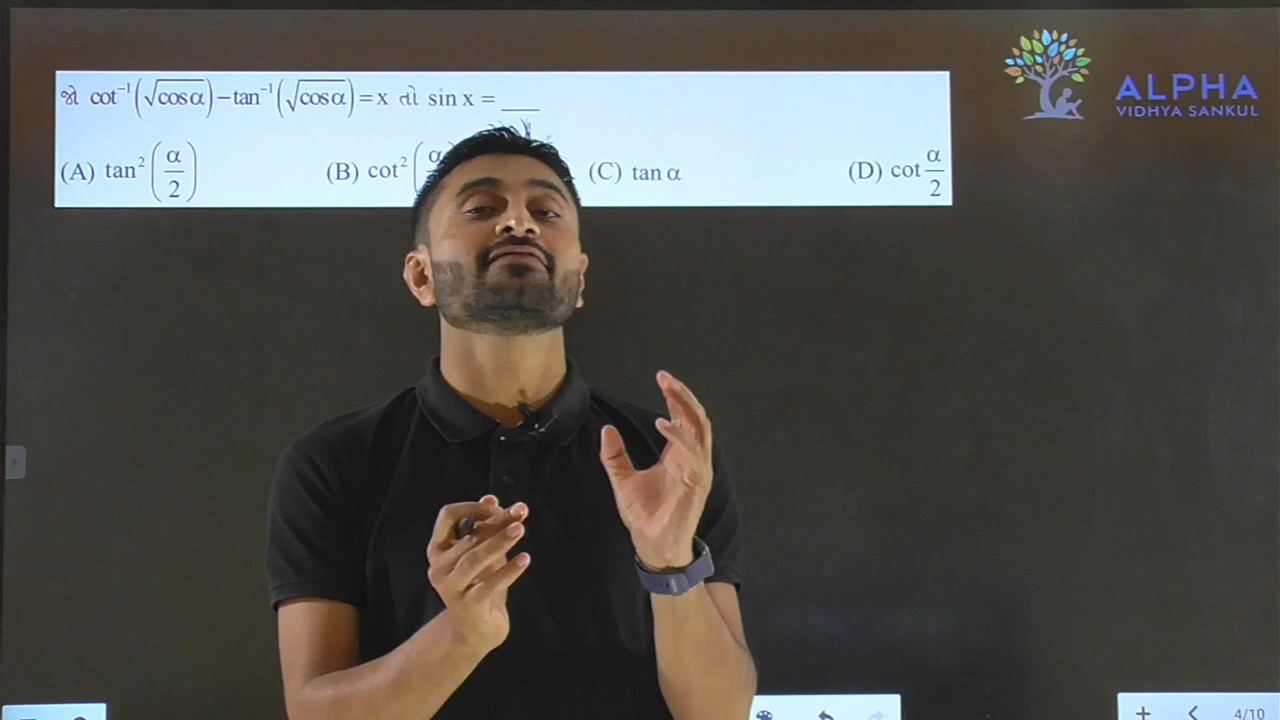 જો cot⁻¹(√cosα) − tan⁻¹(√cosα) = x તો sin x = ___
(A) tan²(α/2) (B) cot²( (C) tan α (D) cot α/2
ALPHA
VIDHYA SANKUL
4/10